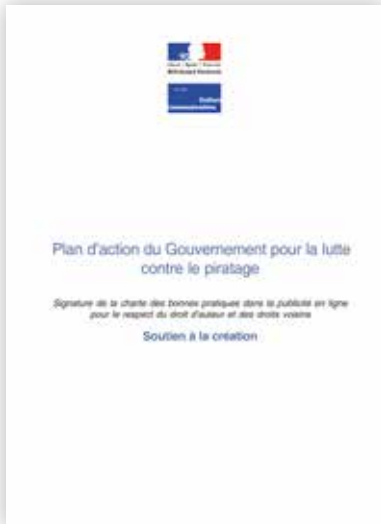 Plan d'action du Gouvernement pour la lutte
contre le piratage
Signature de la charte des bonnes pratiques dans la publicité en ligne
pour le respect du droit d'auteur et des droits voisins
Soutien à la création